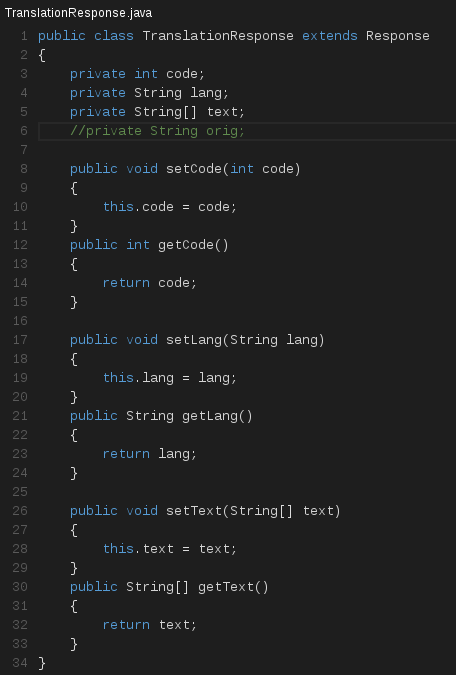 TranslationResponse.java
1 public class TranslationResponse extends Response
2 {
3     private int code;
4     private String lang;
5     private String[] text;
6     //private String orig;
7
8     public void setCode(int code)
9     {
10         this.code = code;
11     }
12     public int getCode()
13     {
14         return code;
15     }
16
17     public void setLang(String lang)
18     {
19         this.lang = lang;
20     }
21     public String getLang()
22     {
23         return lang;
24     }
25
26     public void setText(String[] text)
27     {
28         this.text = text;
29     }
30     public String[] getText()
31     {
32         return text;
33     }
34 }